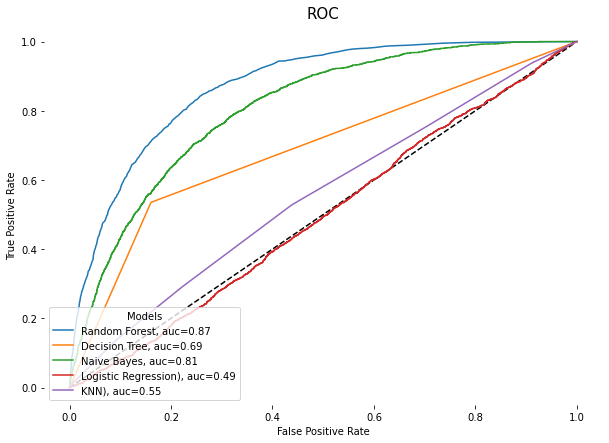 ROC
1.0
0.8
0.6
0.4
0.2
0.0
True Positive Rate
Models
Random Forest, auc=0.87
Decision Tree, auc=0.69
Naive Bayes, auc=0.81
Logistic Regression), auc=0.49
KNN), auc=0.55
0.0 0.2 0.4 0.6 0.8 1.0
False Positive Rate